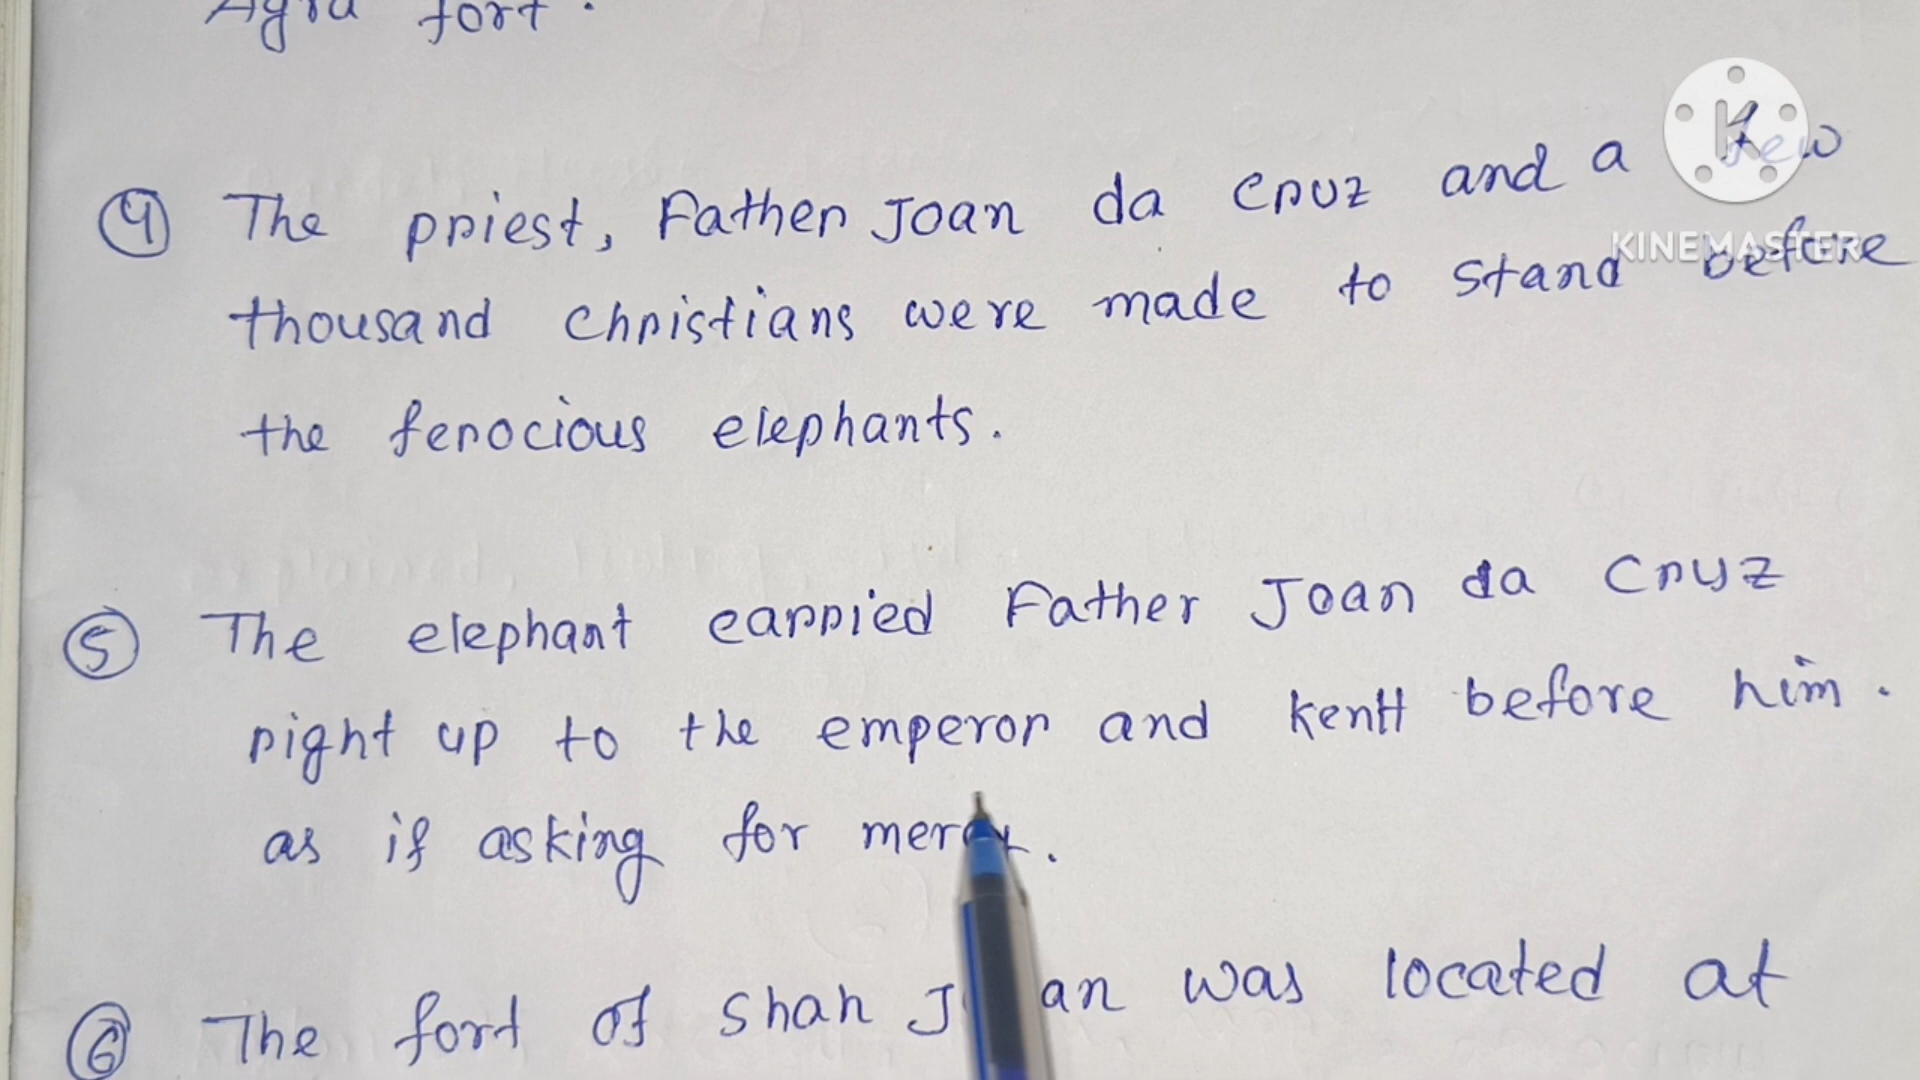 Agra fort.
④ The priest, Father Joan da Cruz and a few
KINEMASTER
thousand christians were made to stand before
the ferocious elephants.
⑤ The elephant carried Father Joan da Cruz
right up to the emperor and kentt before him.
as if asking for mercy.
⑥ The fort of Shah J an was located at